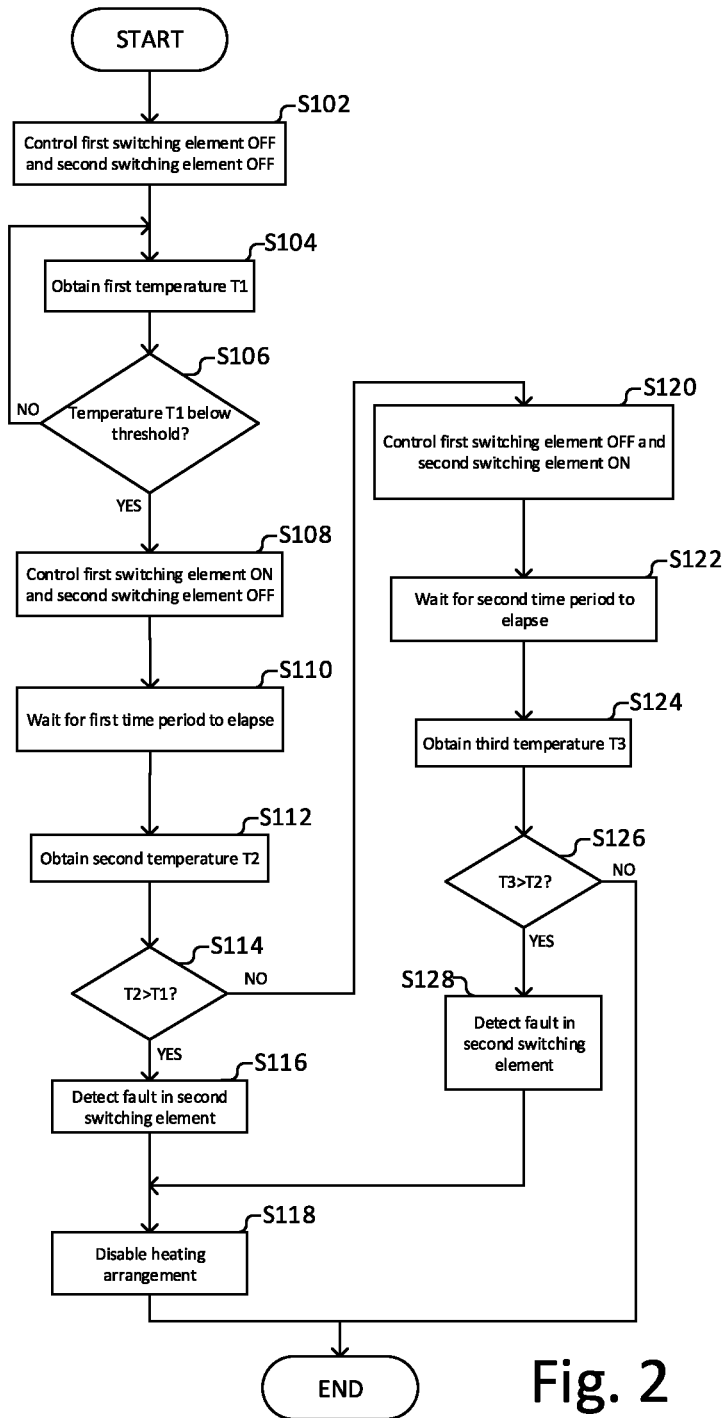 START
S102
Control first switching element OFF
and second switching element OFF
S104
Obtain first temperature T1
S106
Temperature T1 below
threshold?
NO
YES
S108
Control first switching element ON
and second switching element OFF
S110
Wait for first time period to elapse
S112
Obtain second temperature T2
S114
T2>T1?
NO
YES
S116
Detect fault in second
switching element
S118
Disable heating
arrangement
S120
Control first switching element OFF and
second switching element ON
S122
Wait for second time period to
elapse
S124
Obtain third temperature T3
S126
T3>T2?
NO
YES
S128
Detect fault in
second switching
element
END
Fig. 2